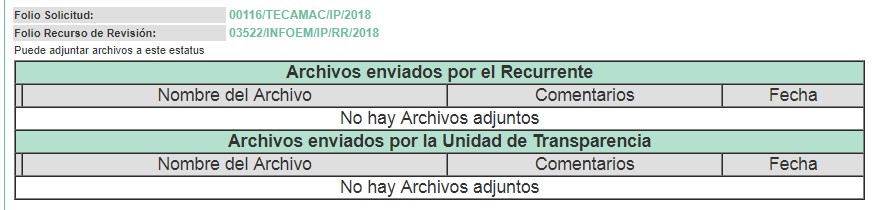 Folio Solicitud: 00116/TECAMAC/IP/2018
Folio Recurso de Revisión: 03522/INFOEM/IP/RR/2018
Puede adjuntar archivos a este estatus
Archivos enviados por el Recurrente
Nombre del Archivo Comentarios Fecha
No hay Archivos adjuntos
Archivos enviados por la Unidad de Transparencia
Nombre del Archivo Comentarios Fecha
No hay Archivos adjuntos